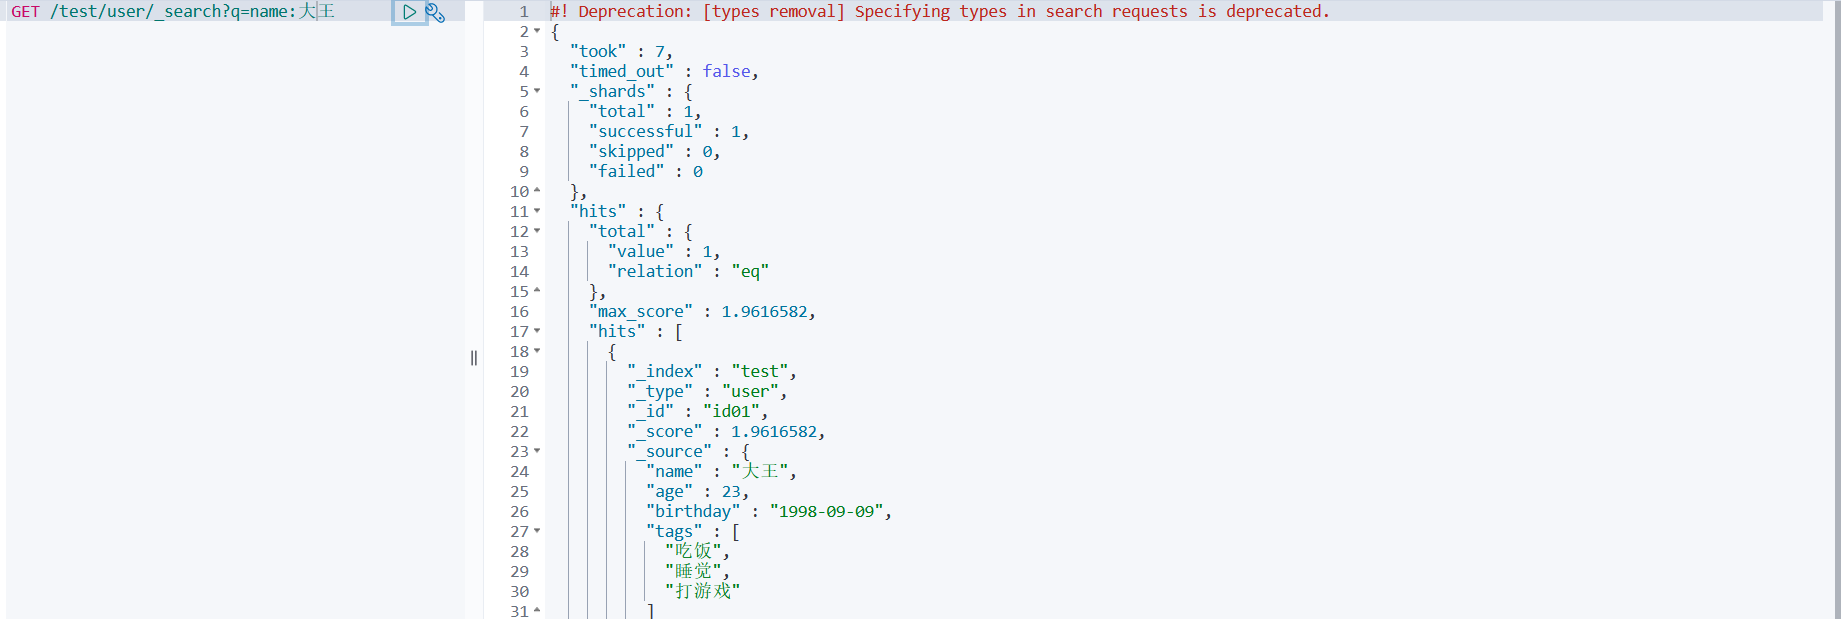 GET /test/user/_search?q=name:大王
1 #! Deprecation: [types removal] Specifying types in search requests is deprecated.
2 {
3 "took" : 7,
4 "timed_out" : false,
5 "_shards" : {
6 "total" : 1,
7 "successful" : 1,
8 "skipped" : 0,
9 "failed" : 0
10 },
11 "hits" : {
12 "total" : {
13 "value" : 1,
14 "relation" : "eq"
15 },
16 "max_score" : 1.9616582,
17 "hits" : [
18 {
19 "_index" : "test",
20 "_type" : "user",
21 "_id" : "id01",
22 "_score" : 1.9616582,
23 "_source" : {
24 "name" : "大王",
25 "age" : 23,
26 "birthday" : "1998-09-09",
27 "tags" : [
28 "吃饭",
29 "睡觉",
30 "打游戏"
31 ]